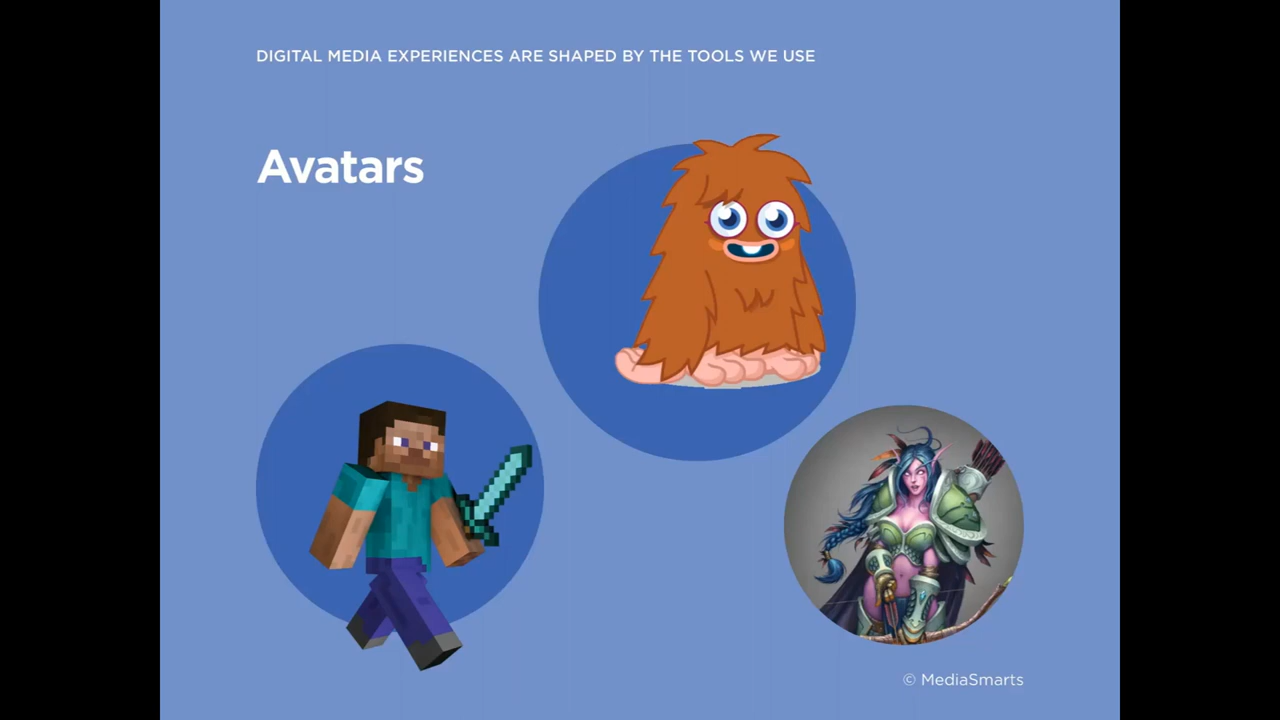 DIGITAL MEDIA EXPERIENCES ARE SHAPED BY THE TOOLS WE USE
Avatars
© MediaSmarts